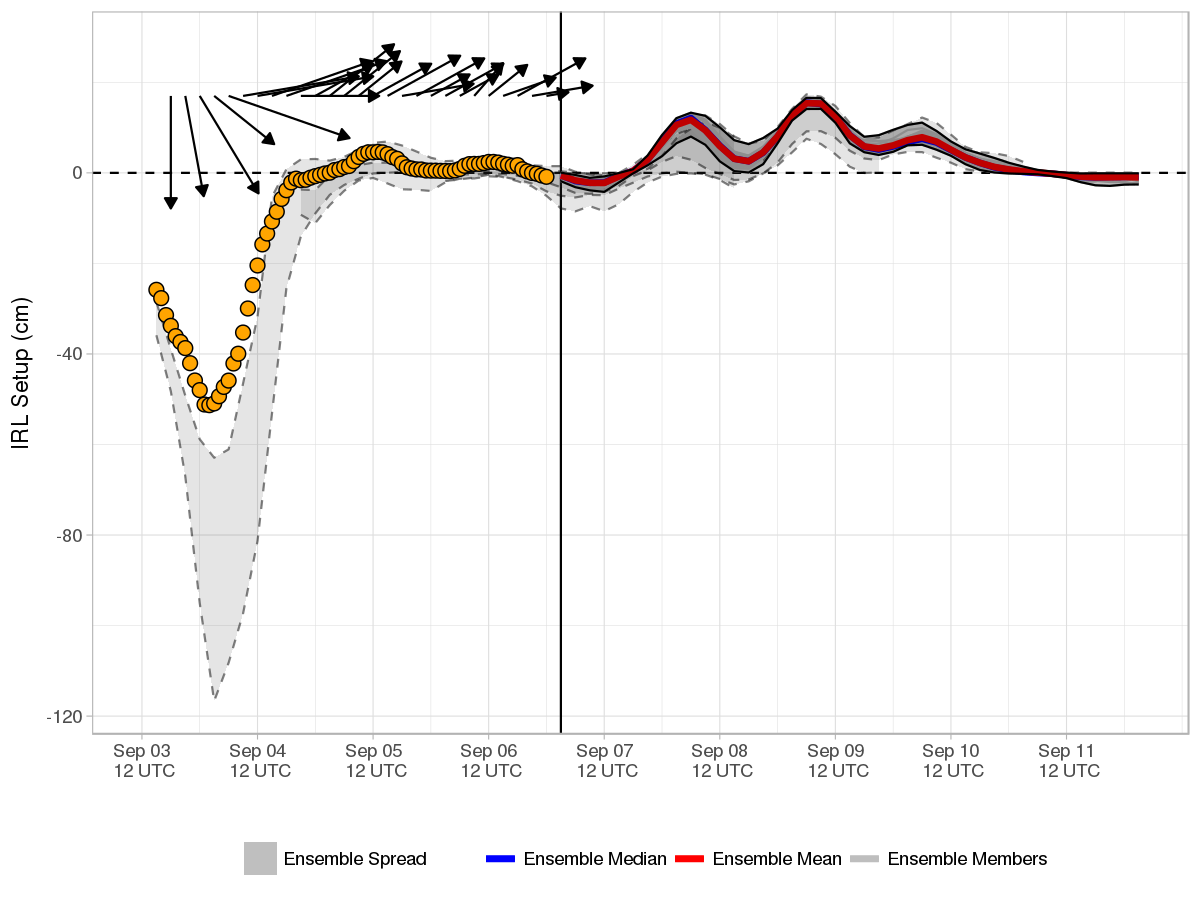 IRL Setup (cm)
0
-40
-80
-120
Sep 03 Sep 04 Sep 05 Sep 06 Sep 07 Sep 08 Sep 09 Sep 10 Sep 11
12 UTC 12 UTC 12 UTC 12 UTC 12 UTC 12 UTC 12 UTC 12 UTC 12 UTC
Ensemble Spread Ensemble Median Ensemble Mean Ensemble Members